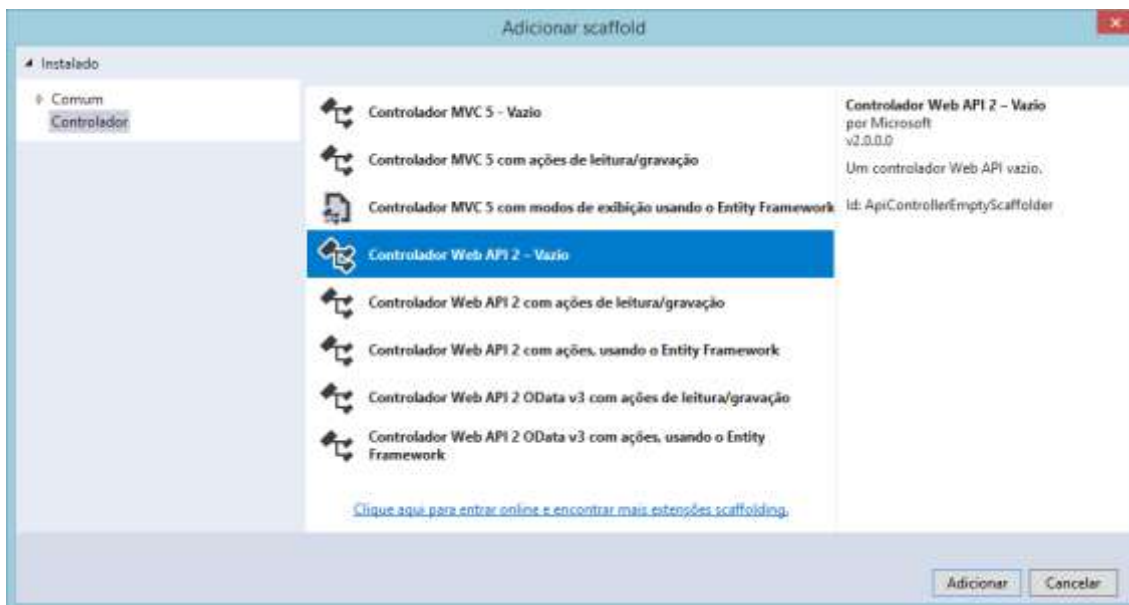 Adicionar scaffold
Instalado
Comum
Controlador
Controlador MVC 5 - Vazio
Controlador MVC 5 com ações de leitura/gravação
Controlador MVC 5 com modos de exibição usando o Entity Framework
Controlador Web API 2 – Vazio
Controlador Web API 2 com ações de leitura/gravação
Controlador Web API 2 com ações, usando o Entity Framework
Controlador Web API 2 OData v3 com ações de leitura/gravação
Controlador Web API 2 OData v3 com ações, usando o Entity
Framework
Clique aqui para entrar online e encontrar mais extensões scaffolding.
Controlador Web API 2 – Vazio
por Microsoft
v2.0.0.0
Um controlador Web API vazio.
Id: ApiControllerEmptyScaffolder
Adicionar
Cancelar